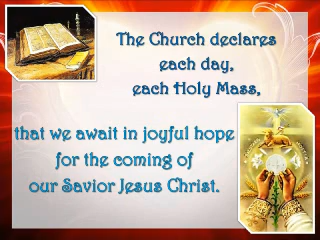 The Church declares
each day,
each Holy Mass,
that we await in joyful hope
for the coming of
our Savior Jesus Christ.